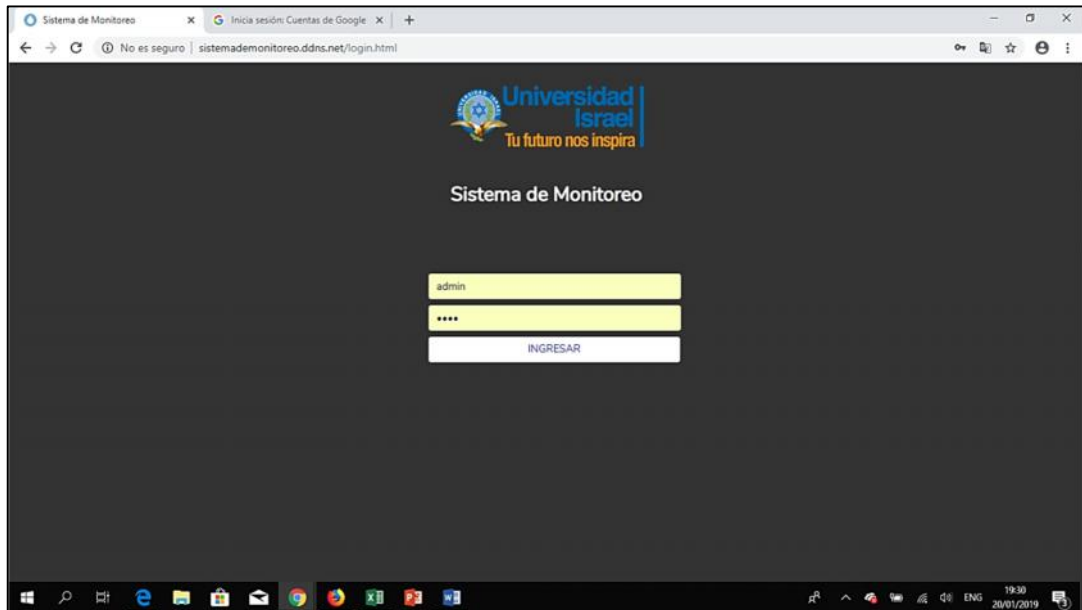 Sistema de Monitoreo
Inicia sesión: Cuentas de Google
No es seguro | sistemademonitoreo.ddns.net/login.html
Universidad
Israel
Tu futuro nos inspira
Sistema de Monitoreo
admin
••••
INGRESAR
ENG
19:30
20/01/2019